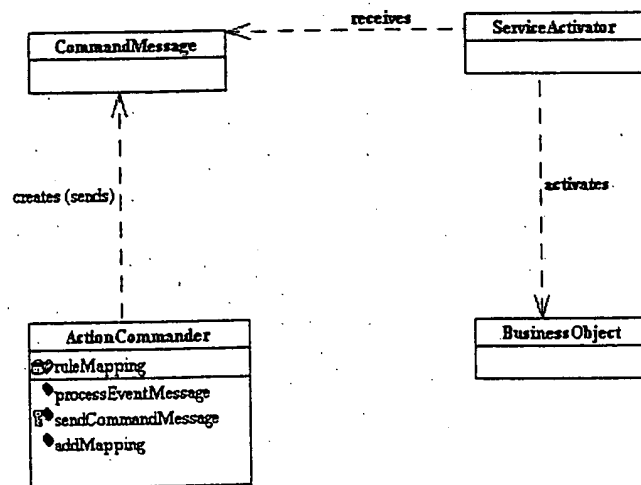 receives
CommandMessage
ServiceActivator
creates (sends)
activates
ActionCommander
ruleMapping
processEventMessage
sendCommandMessage
addMapping
BusinessObject